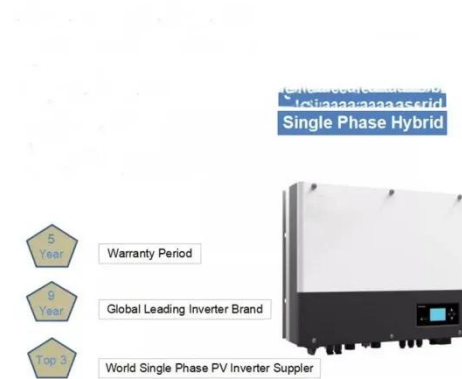 Single Phase Hybrid
5
Year
Warranty Period
9
Year
Global Leading Inverter Brand
Top 3
World Single Phase PV Inverter Suppler